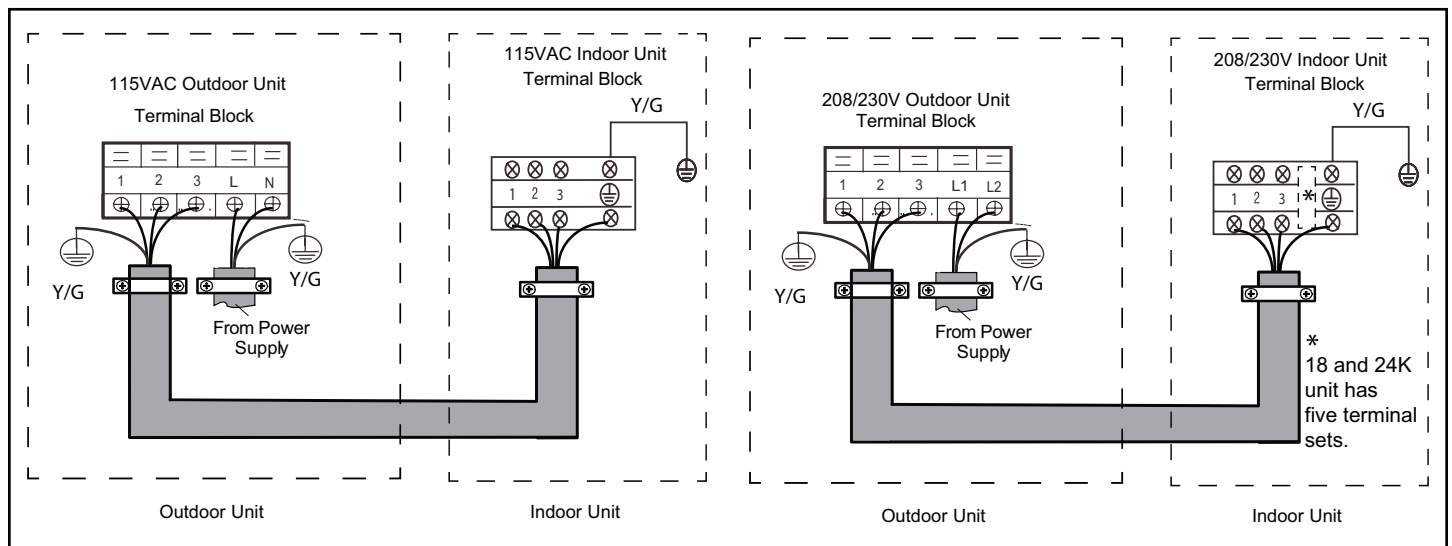 115VAC Outdoor Unit
Terminal Block
1 2 3 L N
Y/G
Y/G
From Power
Supply
Outdoor Unit
115VAC Indoor Unit
Terminal Block
Y/G
1 2 3
Indoor Unit
208/230V Outdoor Unit
Terminal Block
1 2 3 L1 L2
Y/G
Y/G
From Power
Supply
Outdoor Unit
208/230V Indoor Unit
Terminal Block
Y/G
1 2 3 *
*
18 and 24K
unit has
five terminal
sets.
Indoor Unit